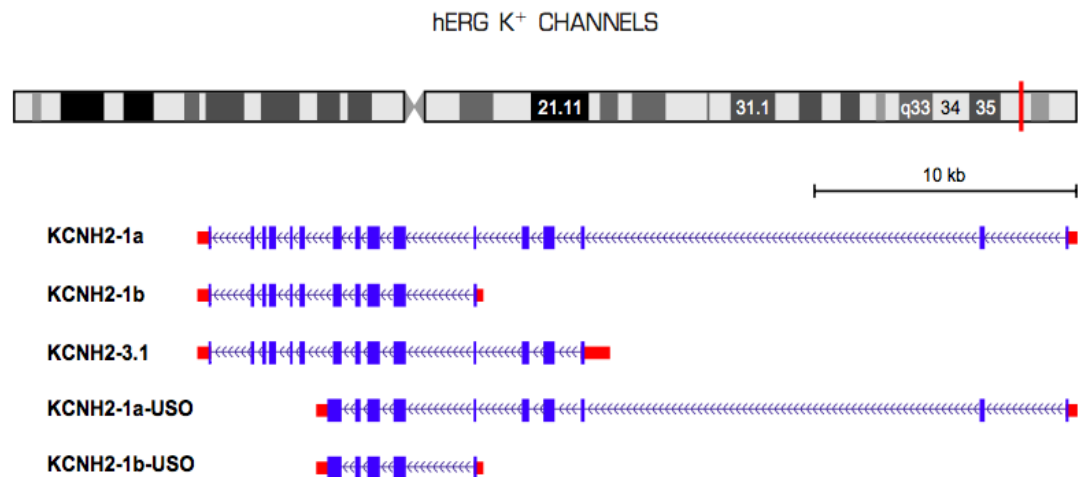 hERG K+ CHANNELS
21.11 31.1 q33 34 35
10 kb
KCNH2-1a
KCNH2-1b
KCNH2-3.1
KCNH2-1a-USO
KCNH2-1b-USO